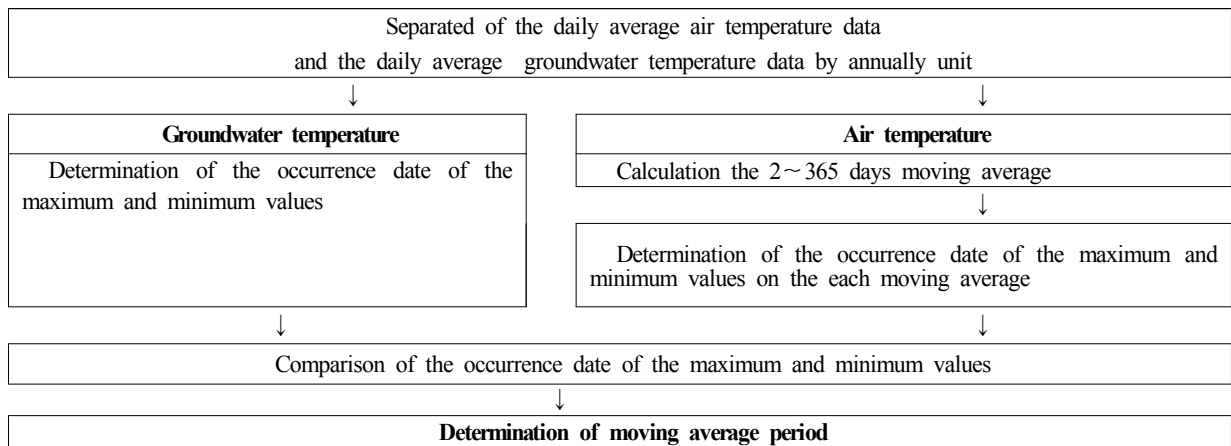 Separated of the daily average air temperature data
and the daily average groundwater temperature data by annually unit
↓ ↓
Groundwater temperature
Determination of the occurrence date of the
maximum and minimum values
Air temperature
Calculation the 2～365 days moving average
↓
Determination of the occurrence date of the maximum and
minimum values on the each moving average
↓ ↓
Comparison of the occurrence date of the maximum and minimum values
↓
Determination of moving average period